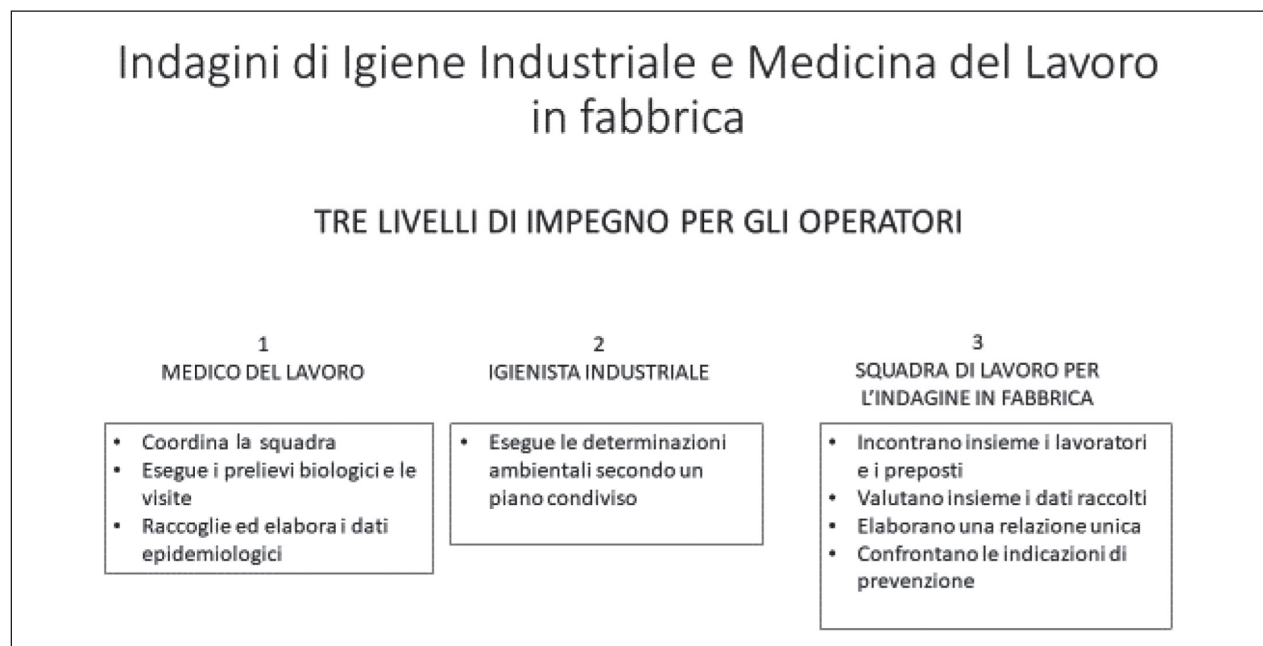 Indagini di Igiene Industriale e Medicina del Lavoro
in fabbrica
TRE LIVELLI DI IMPEGNO PER GLI OPERATORI
1
MEDICO DEL LAVORO
• Coordina la squadra
• Esegue i prelievi biologici e le
visite
• Raccoglie ed elabora i dati
epidemiologici
2
IGIENISTA INDUSTRIALE
• Esegue le determinazioni
ambientali secondo un
piano condiviso
3
SQUADRA DI LAVORO PER
L'INDAGINE IN FABBRICA
• Incontrano insieme i lavoratori
e i preposti
• Valutano insieme i dati raccolti
• Elaborano una relazione unica
• Confrontano le indicazioni di
prevenzione